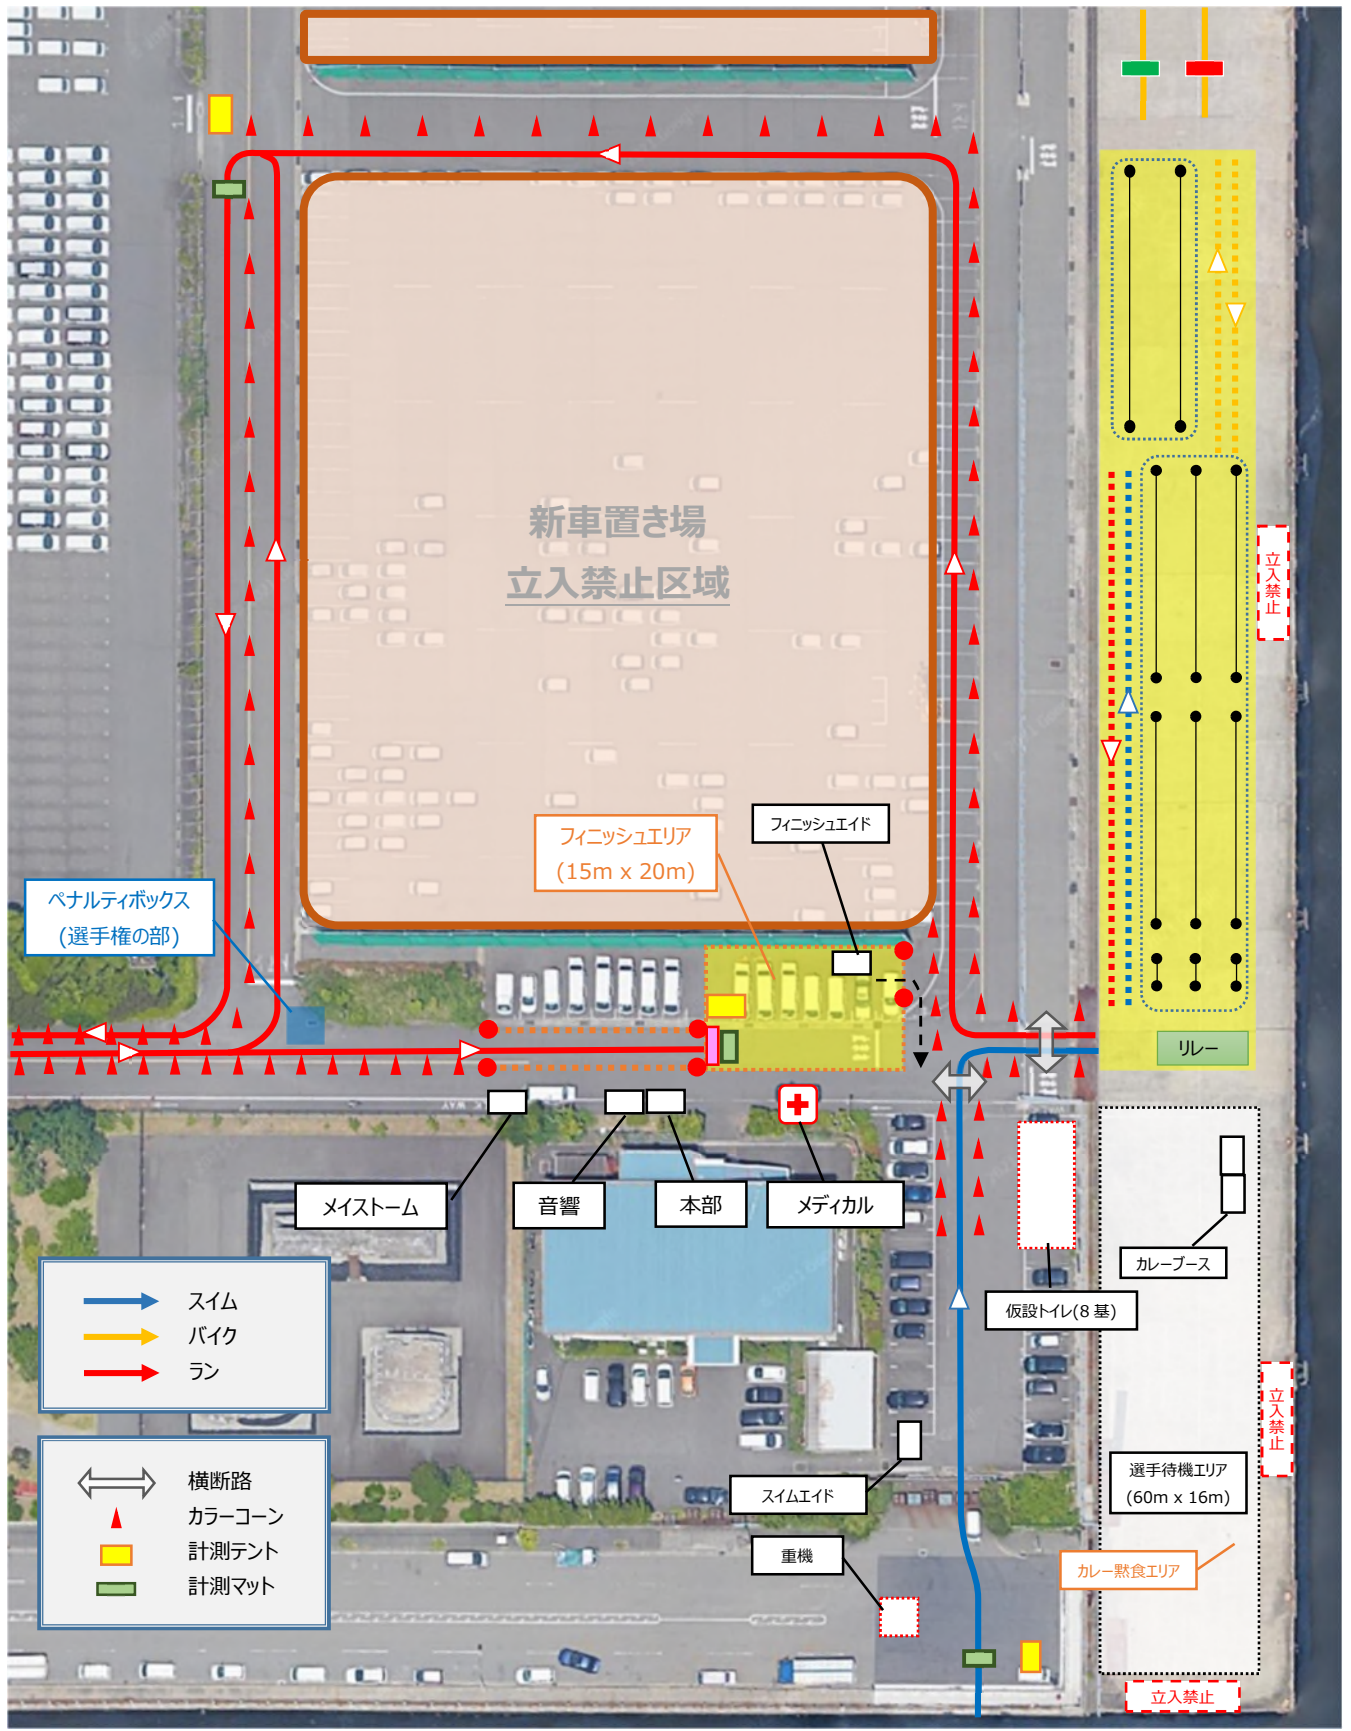 新車置き場
立入禁止区域
立入禁止
フィニッシュエイド
フィニッシュエリア
(15m x 20m)
ペナルティボックス
(選手権の部)
リレー
メイストーム
音響
本部
メディカル
カレーブース
仮設トイレ(8 基)
スイム
バイク
ラン
立入禁止
選手待機エリア
(60m x 16m)
スイムエイド
横断路
カラーコーン
計測テント
計測マット
重機
カレー黙食エリア
立入禁止